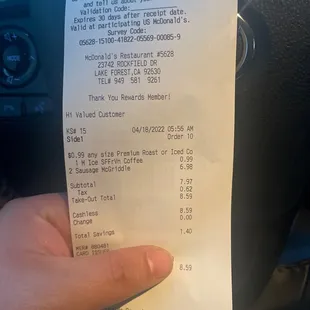 and tell us about your
Validation Code:
Expires 30 days after receipt date.
Valid at participating US McDonald's.
Survey Code:
05628-15100-41822-05569-00085-9
McDonald's Restaurant #5628
23742 ROCKFIELD DR
LAKE FOREST,CA 92630
TEL# 949 581 9261
Thank You Rewards Member!
Hi Valued Customer
KS# 15 04/18/2022 05:56 AM
Side1 Order 10
$0.99 any size Premium Roast or Iced Co
1 M Ice SFFrVn Coffee 0.99
2 Sausage McGriddle 6.98
Subtotal 7.97
Tax 0.62
Take-Out Total 8.59
Cashless 8.59
Change 0.00
Total Savings 1.40
MER# 880481
CARD
8.59